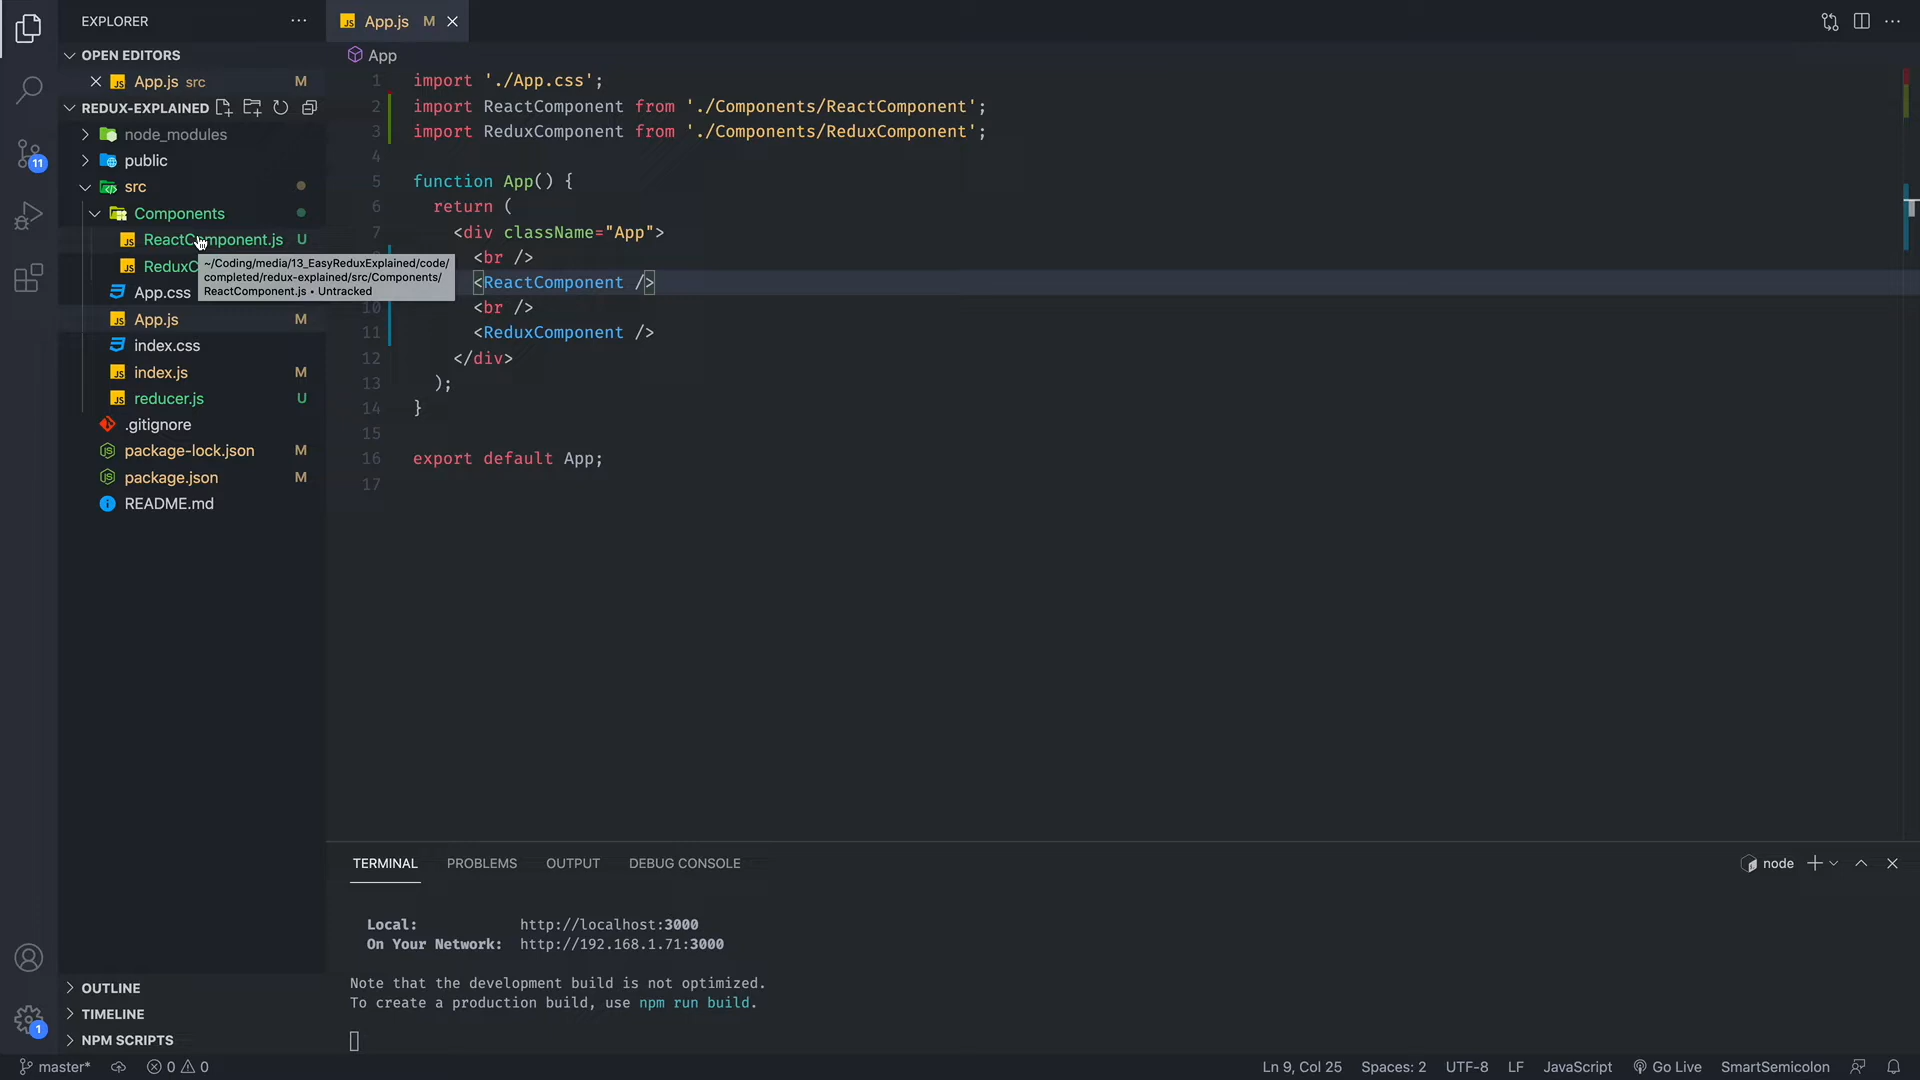 EXPLORER
OPEN EDITORS
App.js src M
REDUX-EXPLAINED
node_modules
public
src
Components
ReactComponent.js U
ReduxC
~/Coding/media/13_EasyReduxExplained/code/
completed/redux-explained/src/Components/
ReactComponent.js • Untracked
App.css
App.js M
index.css
index.js M
reducer.js U
.gitignore
package-lock.json M
package.json M
README.md
OUTLINE
TIMELINE
NPM SCRIPTS
11
1
App.js M
App
1 import './App.css';
2 import ReactComponent from './Components/ReactComponent';
3 import ReduxComponent from './Components/ReduxComponent';
4
5 function App() {
6 return (
7 <div className="App">
<br />
<ReactComponent />
10 <br />
11 <ReduxComponent />
12 </div>
13 );
14 }
15
16 export default App;
17
TERMINAL PROBLEMS OUTPUT DEBUG CONSOLE
node
Local: http://localhost:3000
On Your Network: http://192.168.1.71:3000
Note that the development build is not optimized.
To create a production build, use npm run build.
master* 0 0
Ln 9, Col 25 Spaces: 2 UTF-8 LF JavaScript Go Live SmartSemicolon